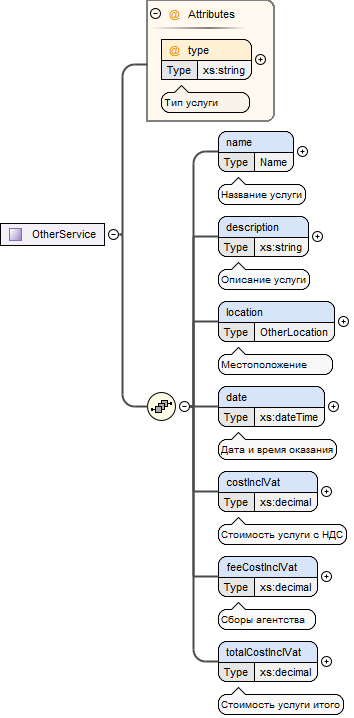 @ Attributes
@ type
Type xs:string
Тип услуги
name
Type Name
Название услуги
OtherService
description
Type xs:string
Описание услуги
location
Type OtherLocation
Местоположение
date
Type xs:dateTime
Дата и время оказания
costInclVat
Type xs:decimal
Стоимость услуги с НДС
feeCostInclVat
Type xs:decimal
Сборы агентства
totalCostInclVat
Type xs:decimal
Стоимость услуги итого